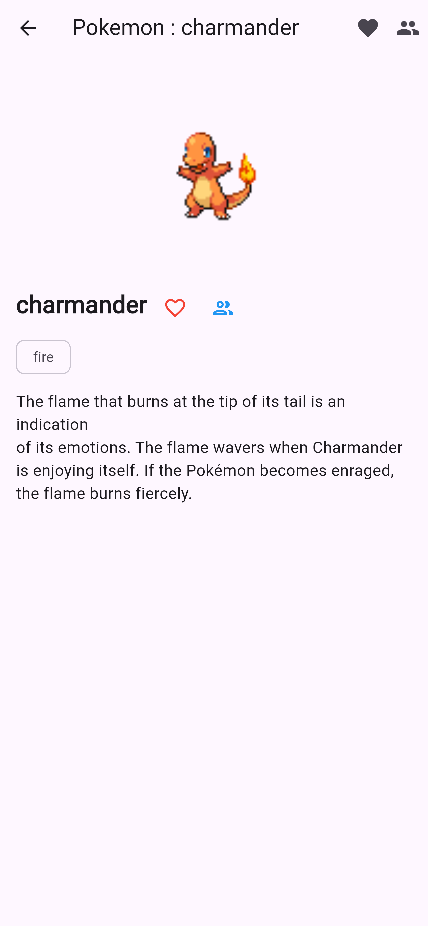 Pokemon : charmander
charmander
fire
The flame that burns at the tip of its tail is an
indication
of its emotions. The flame wavers when Charmander
is enjoying itself. If the Pokémon becomes enraged,
the flame burns fiercely.